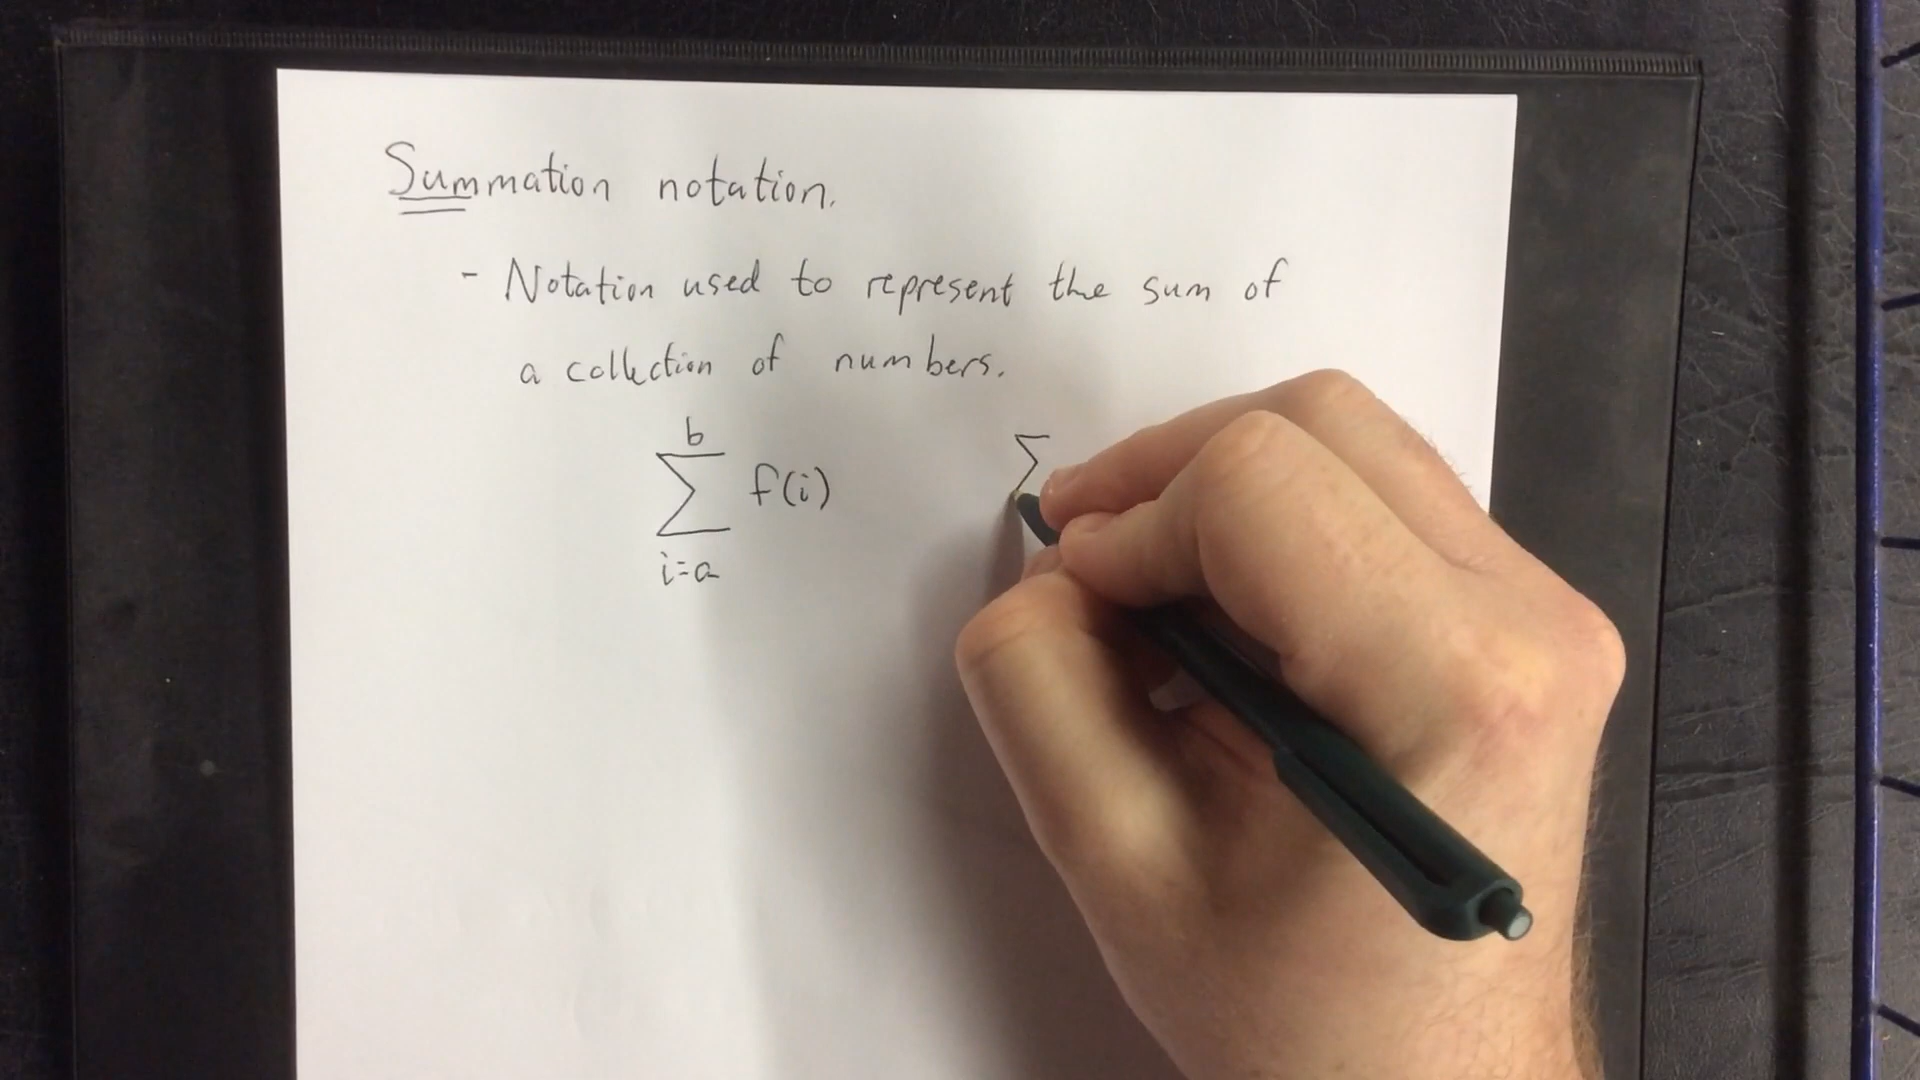 Summation notation.
- Notation used to represent the sum of
a collection of numbers.
b
∑ f(i) ∑
i=a